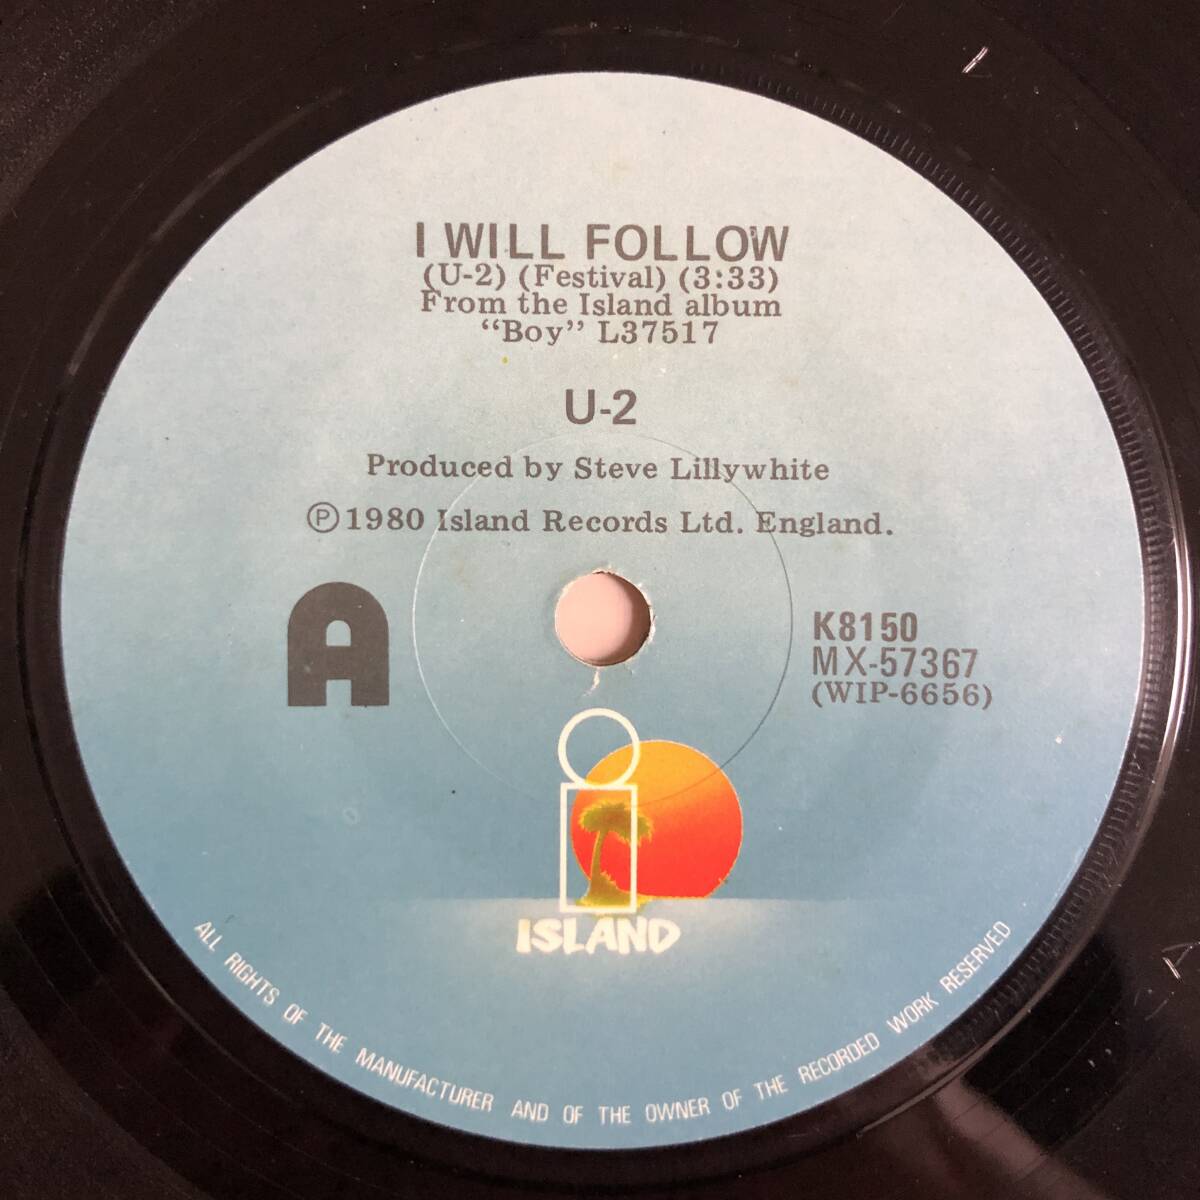 I WILL FOLLOW
(U-2) (Festival) (3:33)
From the Island album
“Boy” L37517
U-2
Produced by Steve Lillywhite
Ⓟ1980 Island Records Ltd. England.
A
K8150
MX-57367
(WIP-6656)
i
ISLAND
ALL RIGHTS OF THE MANUFACTURER AND OF THE OWNER OF THE RECORDED WORK RESERVED